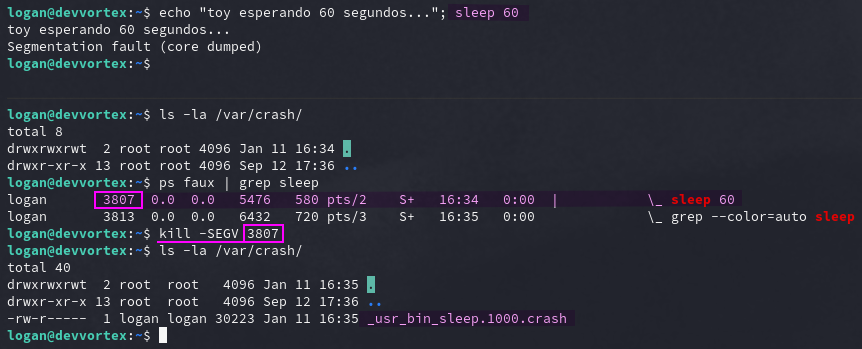 logan@devvortex:~$ echo "toy esperando 60 segundos..."; sleep 60
toy esperando 60 segundos...
Segmentation fault (core dumped)
logan@devvortex:~$
logan@devvortex:~$ ls -la /var/crash/
total 8
drwxrwxrwt  2 root root 4096 Jan 11 16:34 .
drwxr-xr-x 13 root root 4096 Sep 12 17:36 ..
logan@devvortex:~$ ps faux | grep sleep
logan       3807  0.0  0.0   5476   580 pts/2    S+   16:34   0:00  |           \_ sleep 60
logan       3813  0.0  0.0   6432   720 pts/3    S+   16:35   0:00              \_ grep --color=auto sleep
logan@devvortex:~$ kill -SEGV 3807
logan@devvortex:~$ ls -la /var/crash/
total 40
drwxrwxrwt  2 root  root   4096 Jan 11 16:35 .
drwxr-xr-x 13 root  root   4096 Sep 12 17:36 ..
-rw-r-----  1 logan logan 30223 Jan 11 16:35 _usr_bin_sleep.1000.crash
logan@devvortex:~$